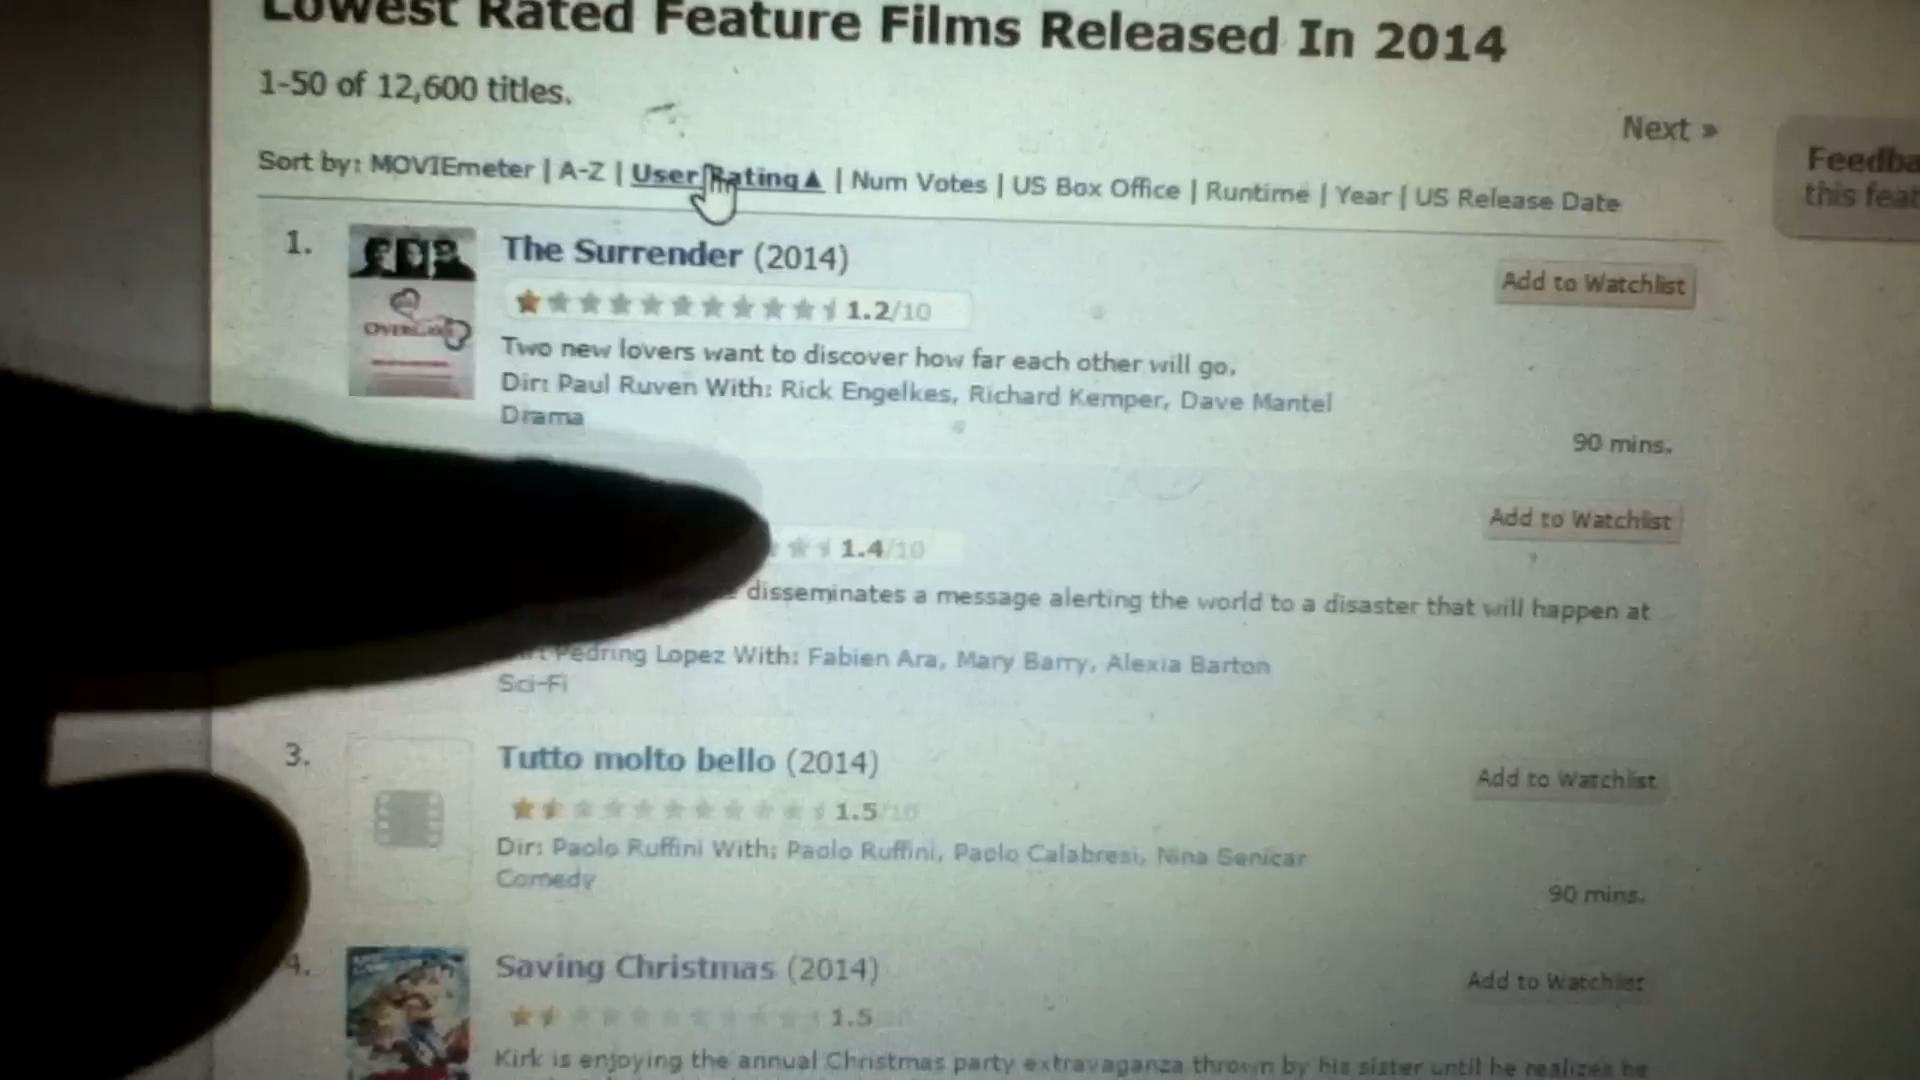 Lowest Rated Feature Films Released In 2014
1-50 of 12,600 titles.
Next »
Feedba
this feat
Sort by: MOVIEmeter | A-Z | User Rating▲ | Num Votes | US Box Office | Runtime | Year | US Release Date
1.
The Surrender (2014)
Add to Watchlist
1.2/10
Two new lovers want to discover how far each other will go.
Dir: Paul Ruven With: Rick Engelkes, Richard Kemper, Dave Mantel
Drama
90 mins.
Add to Watchlist
1.4/10
disseminates a message alerting the world to a disaster that will happen at
Pedring Lopez With: Fabien Ara, Mary Barry, Alexia Barton
Sci-Fi
3.
Tutto molto bello (2014)
Add to Watchlist
1.5/10
Dir: Paolo Ruffini With: Paolo Ruffini, Paolo Calabresi, Nina Senicar
Comedy
90 mins.
4.
Saving Christmas (2014)
Add to Watchlist
1.5
Kirk is enjoying the annual Christmas party extravaganza thrown by his sister until he realizes he